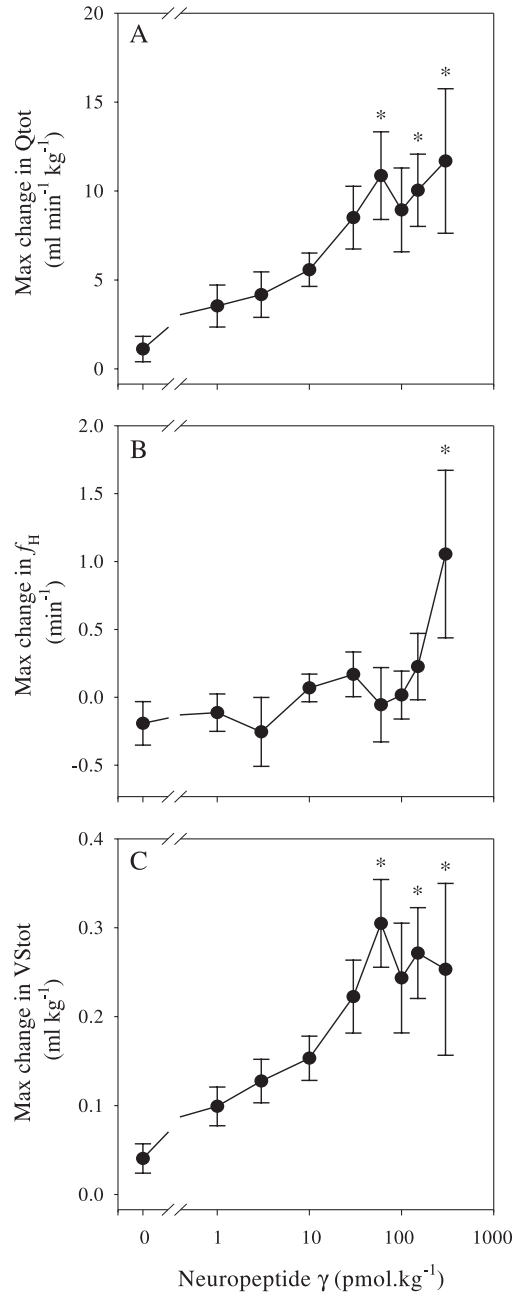 A
20
15
10
5
0
Max change in Qtot
(ml min⁻¹ kg⁻¹)
* * *
B
2.0
1.5
1.0
0.5
0.0
-0.5
Max change in fH
(min⁻¹)
*
C
0.4
0.3
0.2
0.1
0.0
Max change in VStot
(ml kg⁻¹)
* * *
0 1 10 100 1000
Neuropeptide γ (pmol.kg⁻¹)